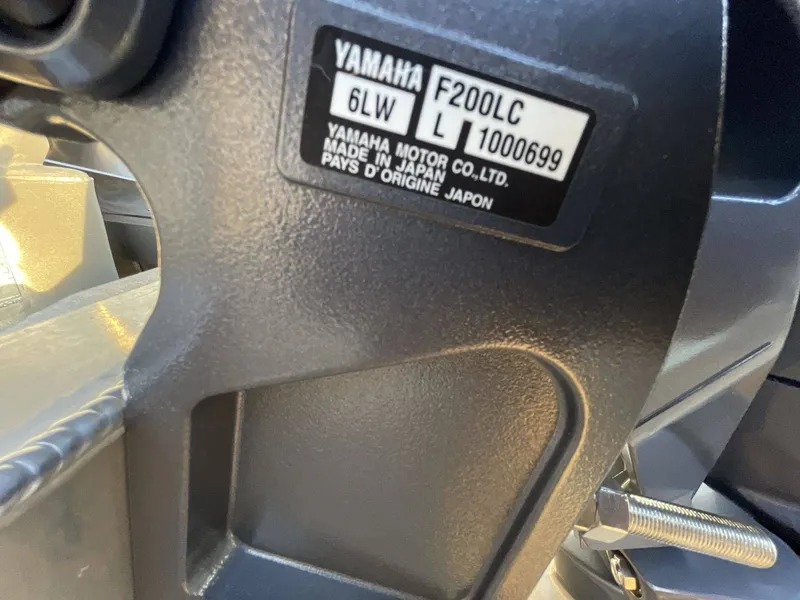 YAMAHA
F200LC
6LW
L 1000699
YAMAHA MOTOR CO.,LTD.
MADE IN JAPAN
PAYS D'ORIGINE JAPON